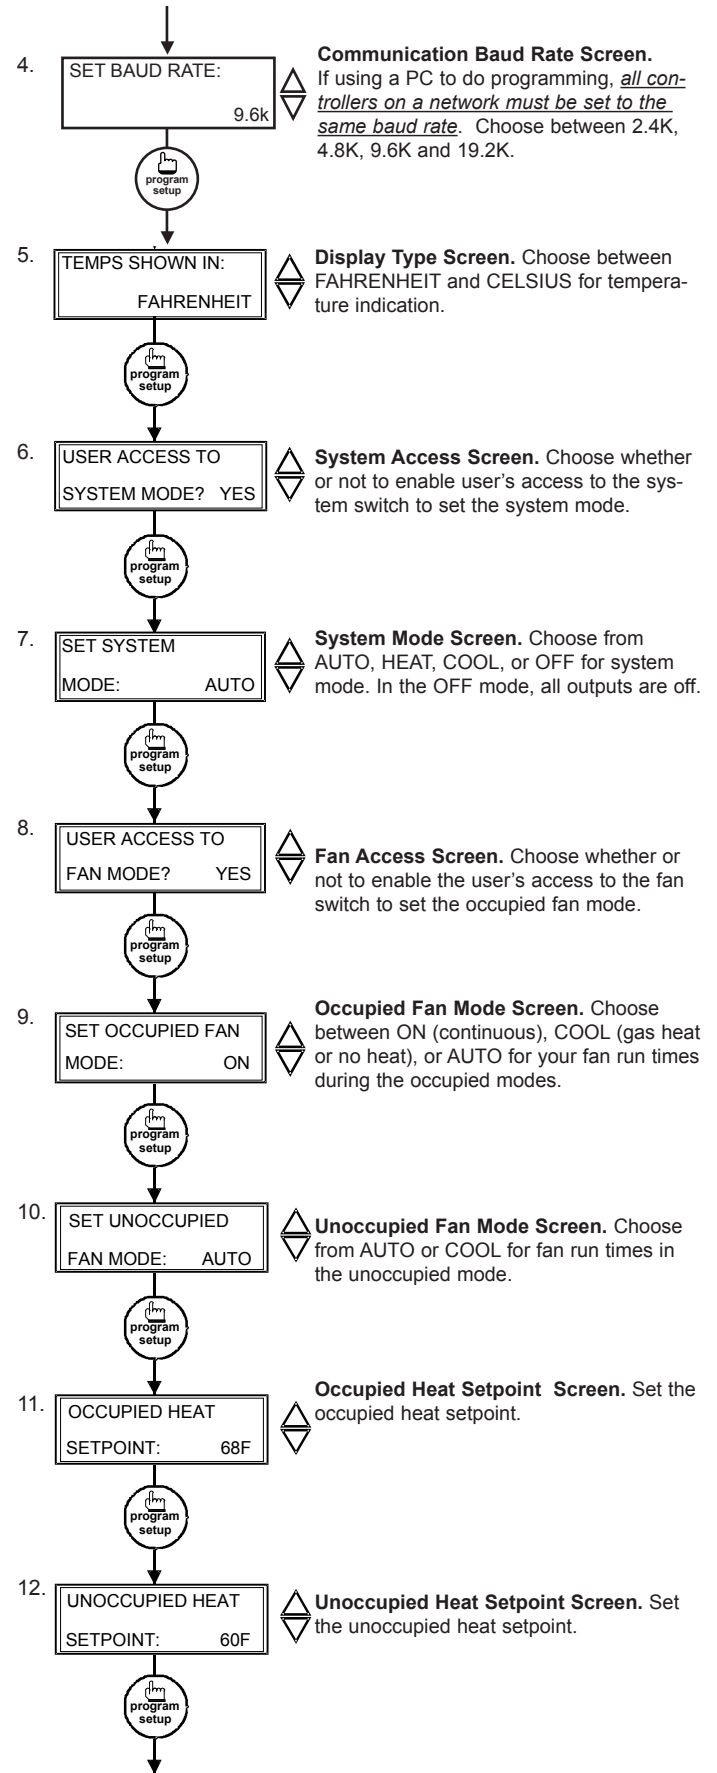 4.
SET BAUD RATE:
9.6k
Communication Baud Rate Screen.
If using a PC to do programming, all con-
trollers on a network must be set to the
same baud rate. Choose between 2.4K,
4.8K, 9.6K and 19.2K.
program
setup
5.
TEMPS SHOWN IN:
FAHRENHEIT
Display Type Screen. Choose between
FAHRENHEIT and CELSIUS for tempera-
ture indication.
program
setup
6.
USER ACCESS TO
SYSTEM MODE? YES
System Access Screen. Choose whether
or not to enable user's access to the sys-
tem switch to set the system mode.
program
setup
7.
SET SYSTEM
MODE: AUTO
System Mode Screen. Choose from
AUTO, HEAT, COOL, or OFF for system
mode. In the OFF mode, all outputs are off.
program
setup
8.
USER ACCESS TO
FAN MODE? YES
Fan Access Screen. Choose whether or
not to enable the user's access to the fan
switch to set the occupied fan mode.
program
setup
9.
SET OCCUPIED FAN
MODE: ON
Occupied Fan Mode Screen. Choose
between ON (continuous), COOL (gas heat
or no heat), or AUTO for your fan run times
during the occupied modes.
program
setup
10.
SET UNOCCUPIED
FAN MODE: AUTO
Unoccupied Fan Mode Screen. Choose
from AUTO or COOL for fan run times in
the unoccupied mode.
program
setup
11.
OCCUPIED HEAT
SETPOINT: 68F
Occupied Heat Setpoint Screen. Set the
occupied heat setpoint.
program
setup
12.
UNOCCUPIED HEAT
SETPOINT: 60F
Unoccupied Heat Setpoint Screen. Set
the unoccupied heat setpoint.
program
setup